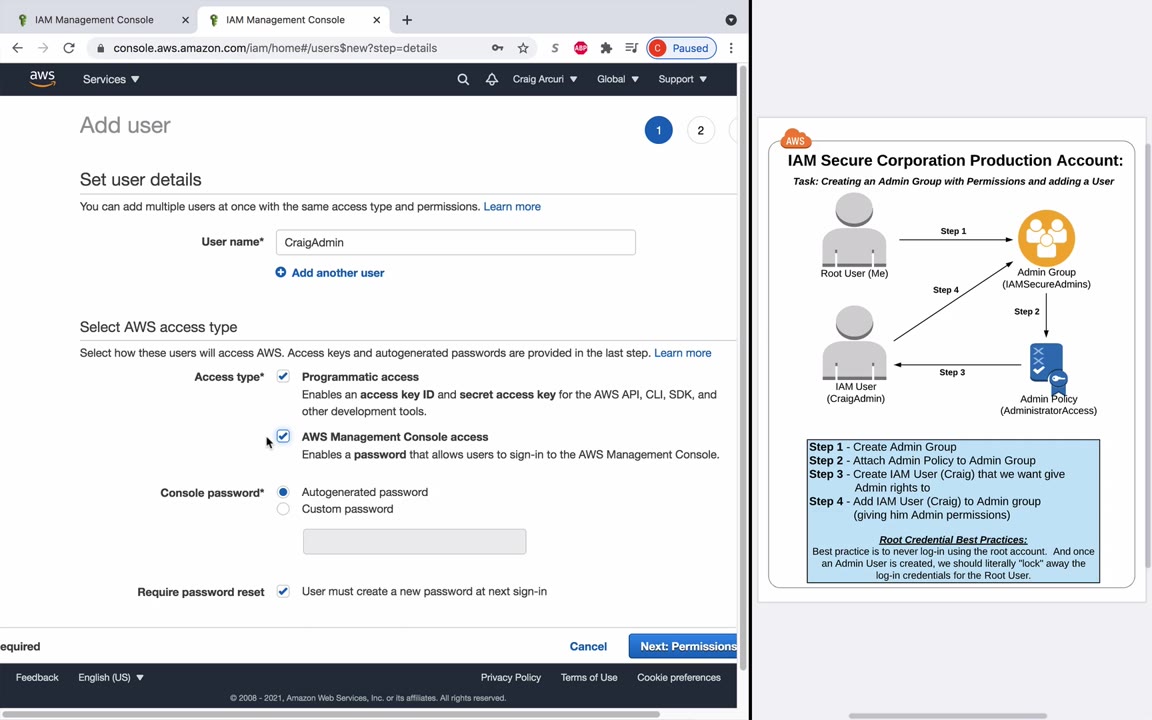 IAM Management Console
IAM Management Console
console.aws.amazon.com/iam/home#/users$new?step=details
S
ABP
C
Paused
aws
Services
Craig Arcuri
Global
Support
Add user
1
2
Set user details
You can add multiple users at once with the same access type and permissions. Learn more
User name*
CraigAdmin
Add another user
Select AWS access type
Select how these users will access AWS. Access keys and autogenerated passwords are provided in the last step. Learn more
Access type*
Programmatic access
Enables an access key ID and secret access key for the AWS API, CLI, SDK, and
other development tools.
AWS Management Console access
Enables a password that allows users to sign-in to the AWS Management Console.
Console password*
Autogenerated password
Custom password
Require password reset
User must create a new password at next sign-in
equired
Cancel
Next: Permissions
Feedback
English (US)
Privacy Policy
Terms of Use
Cookie preferences
© 2008 - 2021, Amazon Web Services, Inc. or its affiliates. All rights reserved.
AWS
IAM Secure Corporation Production Account:
Task: Creating an Admin Group with Permissions and adding a User
Step 1
Root User (Me)
Admin Group
(IAMSecureAdmins)
Step 4
Step 2
Step 3
IAM User
(CraigAdmin)
Admin Policy
(AdministratorAccess)
Step 1 - Create Admin Group
Step 2 - Attach Admin Policy to Admin Group
Step 3 - Create IAM User (Craig) that we want give
Admin rights to
Step 4 - Add IAM User (Craig) to Admin group
(giving him Admin permissions)
Root Credential Best Practices:
Best practice is to never log-in using the root account. And once
an Admin User is created, we should literally "lock" away the
log-in credentials for the Root User.